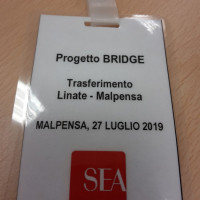 Progetto BRIDGE
Trasferimento
Linate - Malpensa
MALPENSA, 27 LUGLIO 2019
SEA